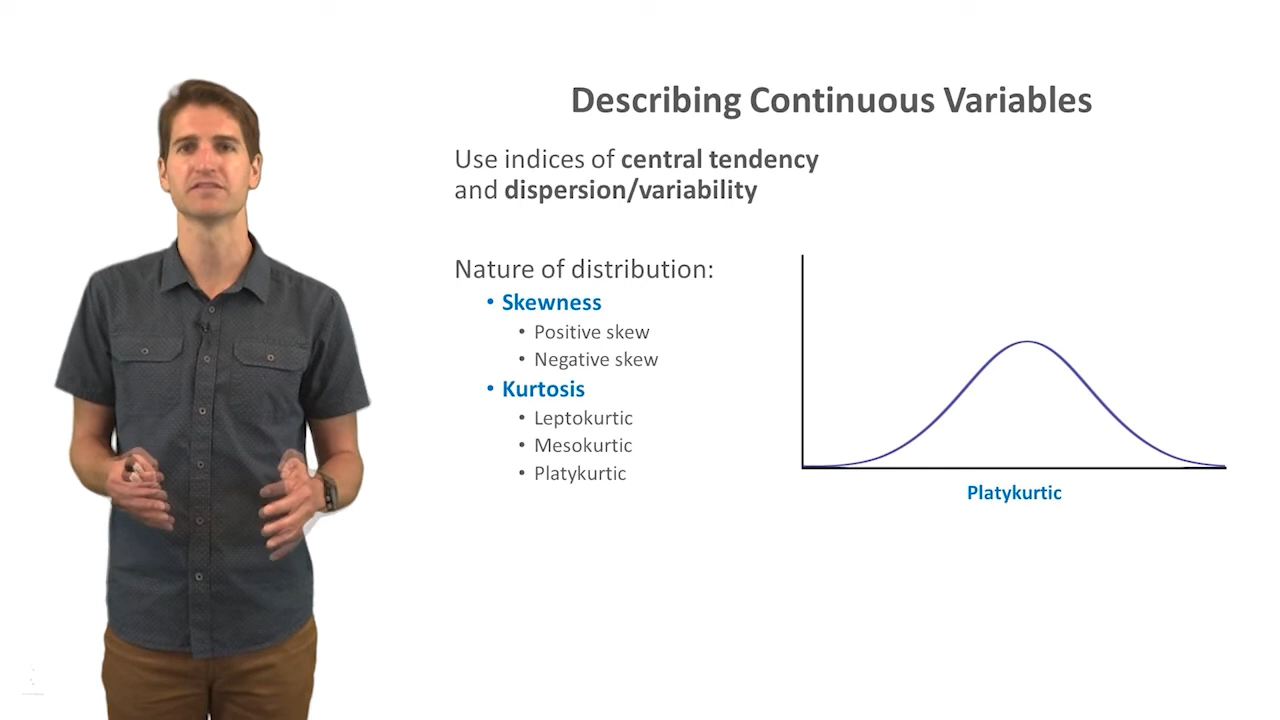 Describing Continuous Variables
Use indices of central tendency
and dispersion/variability
Nature of distribution:
• Skewness
• Positive skew
• Negative skew
• Kurtosis
• Leptokurtic
• Mesokurtic
• Platykurtic
Platykurtic